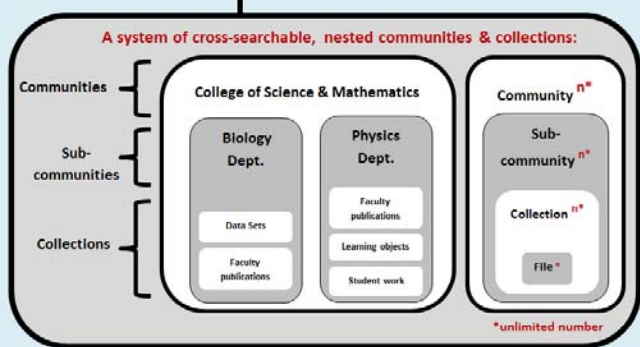 A system of cross-searchable, nested communities & collections:
Communities
Sub-
communities
Collections
College of Science & Mathematics
Biology
Dept.
Data Sets
Faculty
publications
Physics
Dept.
Faculty
publications
Learning objects
Student work
Community n*
Sub-
community n*
Collection n*
File*
*unlimited number